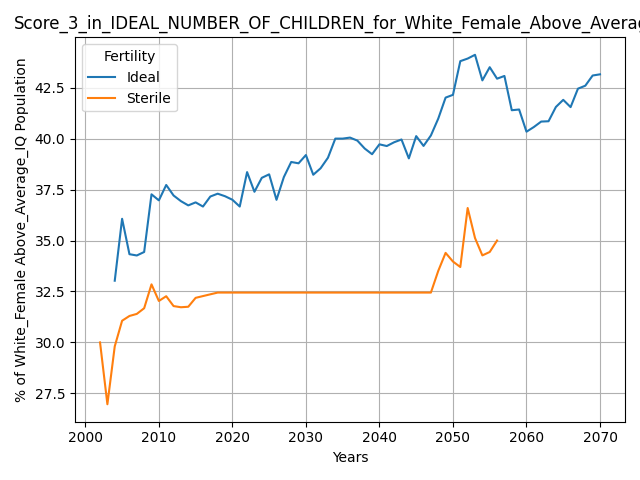 Score_3_in_IDEAL_NUMBER_OF_CHILDREN_for_White_Female_Above_Averag
Fertility
Ideal
Sterile
% of White_Female Above_Average_IQ Population
42.5
40.0
37.5
35.0
32.5
30.0
27.5
2000 2010 2020 2030 2040 2050 2060 2070
Years